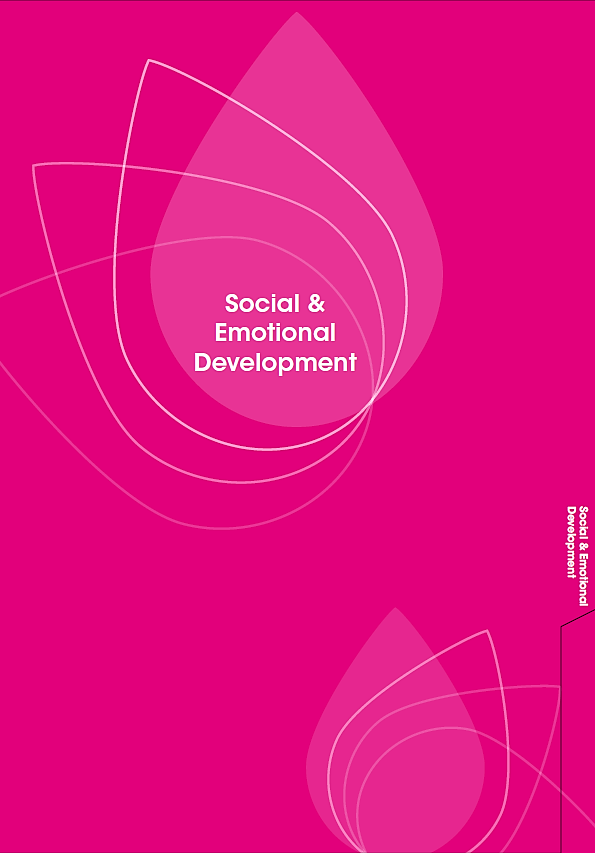 Social &
Emotional
Development
Social & Emotional
Development